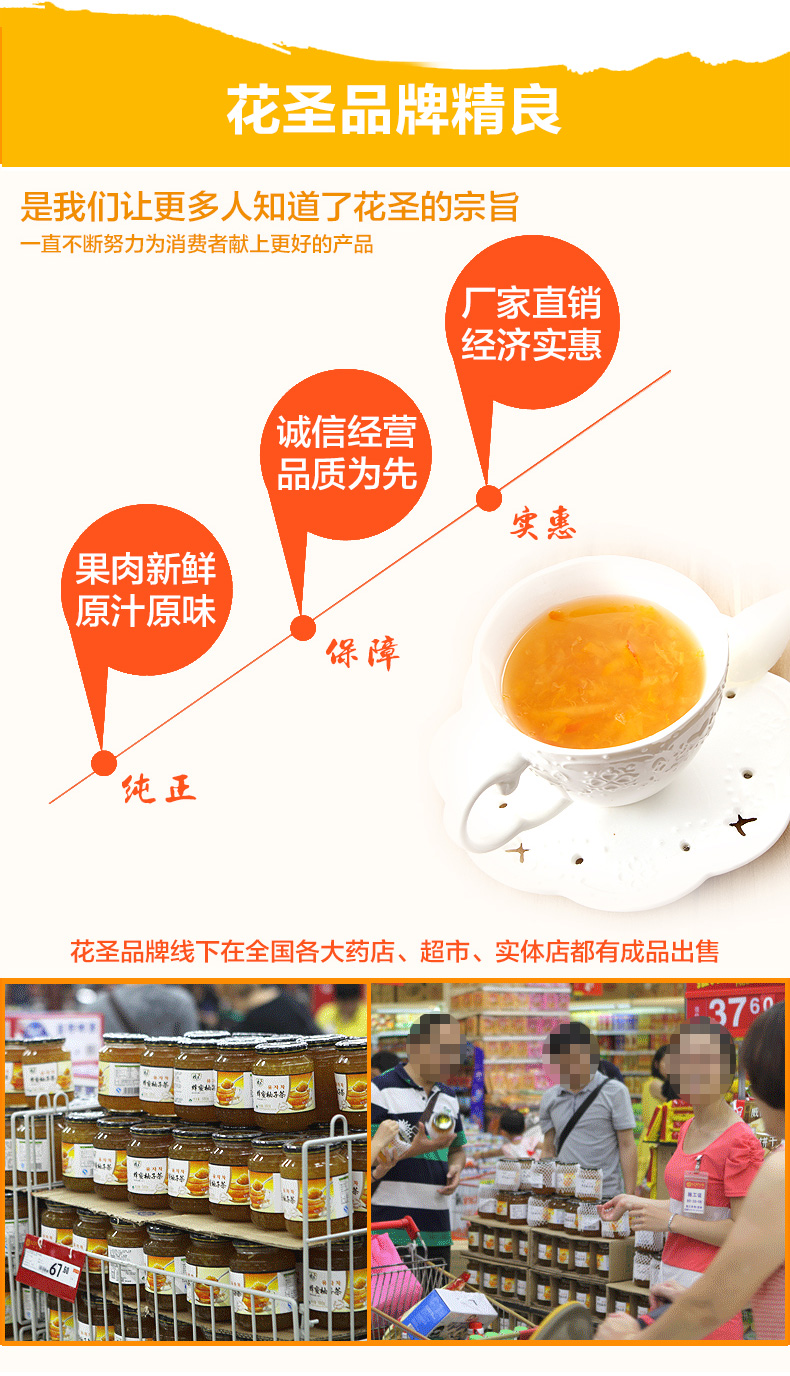 花圣品牌精良
是我们让更多人知道了花圣的宗旨
一直不断努力为消费者献上更好的产品
厂家直销
经济实惠
实惠
诚信经营
品质为先
保障
果肉新鲜
原汁原味
纯正
花圣品牌线下在全国各大药店、超市、实体店都有成品出售
蜂蜜柚子茶
67
3760